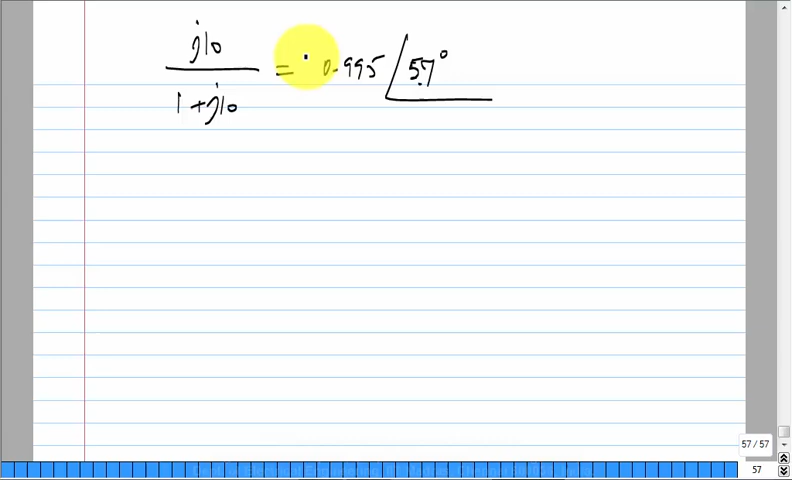 j10 / (1 + j10) = 0.995 ∠5.7°
57 / 57
57